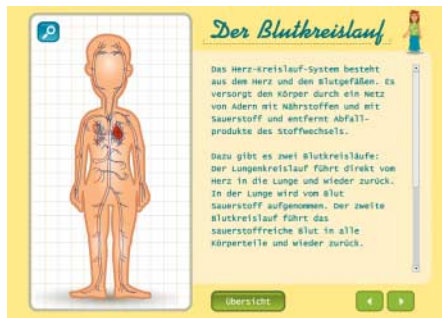 Der Blutkreislauf
Das Herz-Kreislauf-System besteht
aus dem Herz und den Blutgefäßen. Es
versorgt den Körper durch ein Netz
von Adern mit Nährstoffen und mit
Sauerstoff und entfernt Abfall-
produkte des Stoffwechsels.
Dazu gibt es zwei Blutkreisläufe:
Der Lungenkreislauf führt direkt vom
Herz in die Lunge und wieder zurück.
In der Lunge wird vom Blut
Sauerstoff aufgenommen. Der zweite
Blutkreislauf führt das
sauerstoffreiche Blut in alle
Körperteile und wieder zurück.
Übersicht